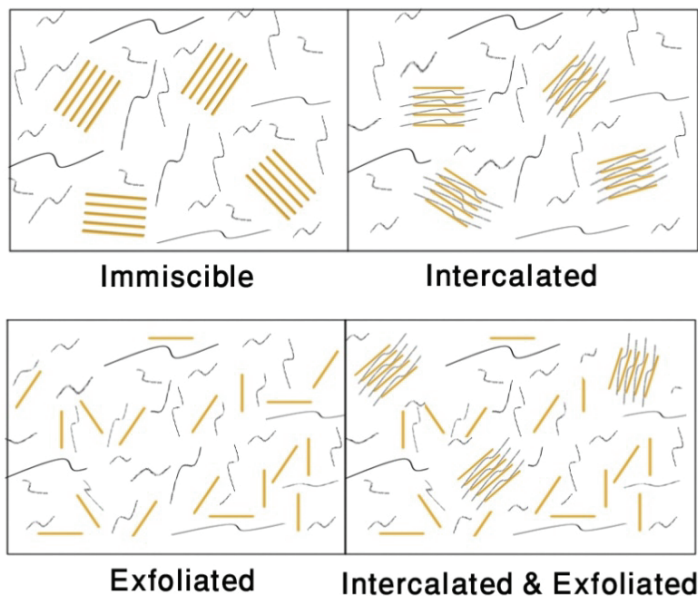 Immiscible
Intercalated
Exfoliated
Intercalated & Exfoliated